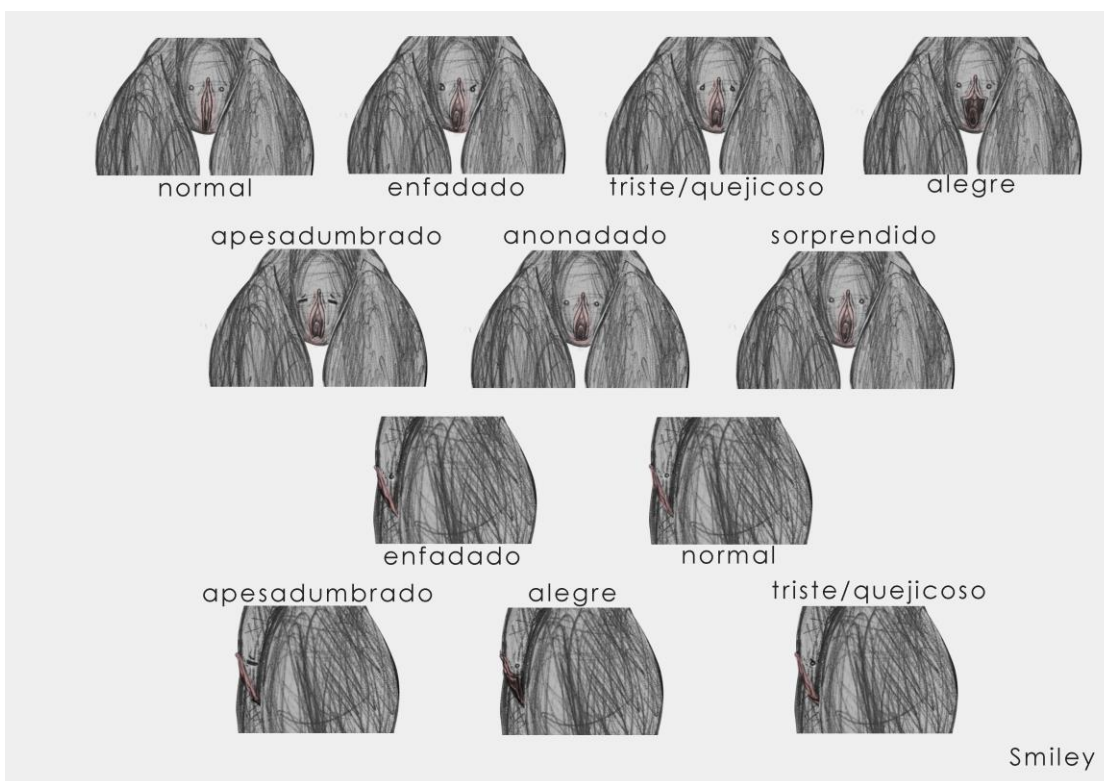 normal
enfadado
triste/quejicoso
alegre
apesadumbrado
anonadado
sorprendido
enfadado
normal
apesadumbrado
alegre
triste/quejicoso
Smiley